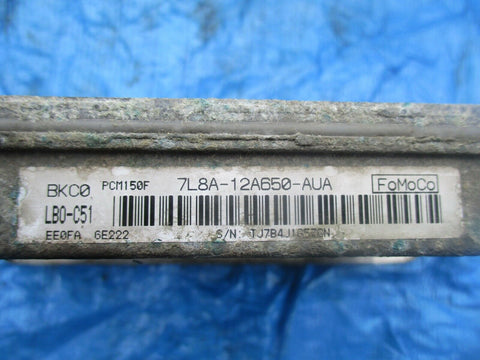 BKC0 PCM150F 7L8A-12A650-AUA FoMoCo
LB0-C51
EE0FA 6E222 S/N: